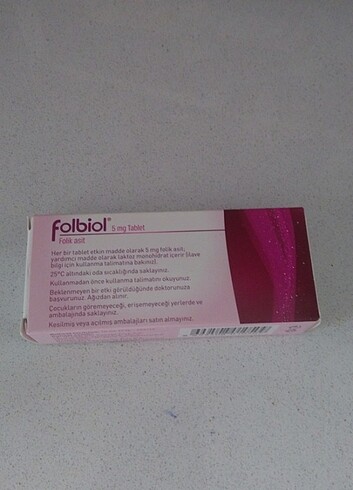 folbiol®
5 mg Tablet
Folik asit
Her bir tablet etkin madde olarak 5 mg folik asit,
yardımcı madde olarak laktoz monohidrat içerir (İlave
bilgi için kullanma talimatına bakınız).
25°C altındaki oda sıcaklığında saklayınız.
Kullanmadan önce kullanma talimatını okuyunuz.
Beklenmeyen bir etki görüldüğünde doktorunuza
başvurunuz. Ağızdan alınır.
Çocukların göremeyeceği, erişemeyeceği yerlerde ve
ambalajında saklayınız.
Kesilmiş veya açılmış ambalajları satın almayınız.